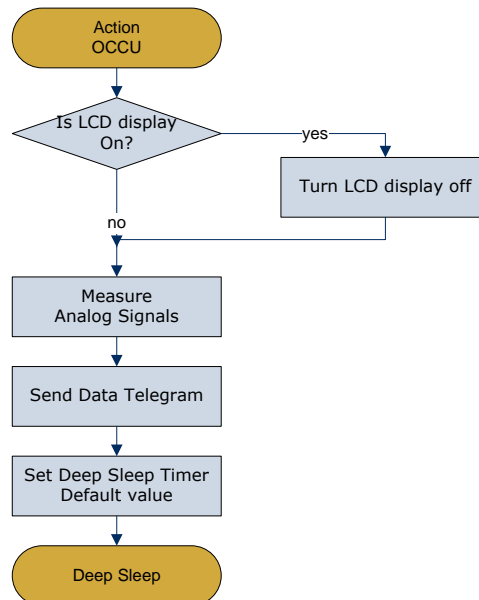 Action
OCCU
Is LCD display
On?
yes
Turn LCD display off
no
Measure
Analog Signals
Send Data Telegram
Set Deep Sleep Timer
Default value
Deep Sleep